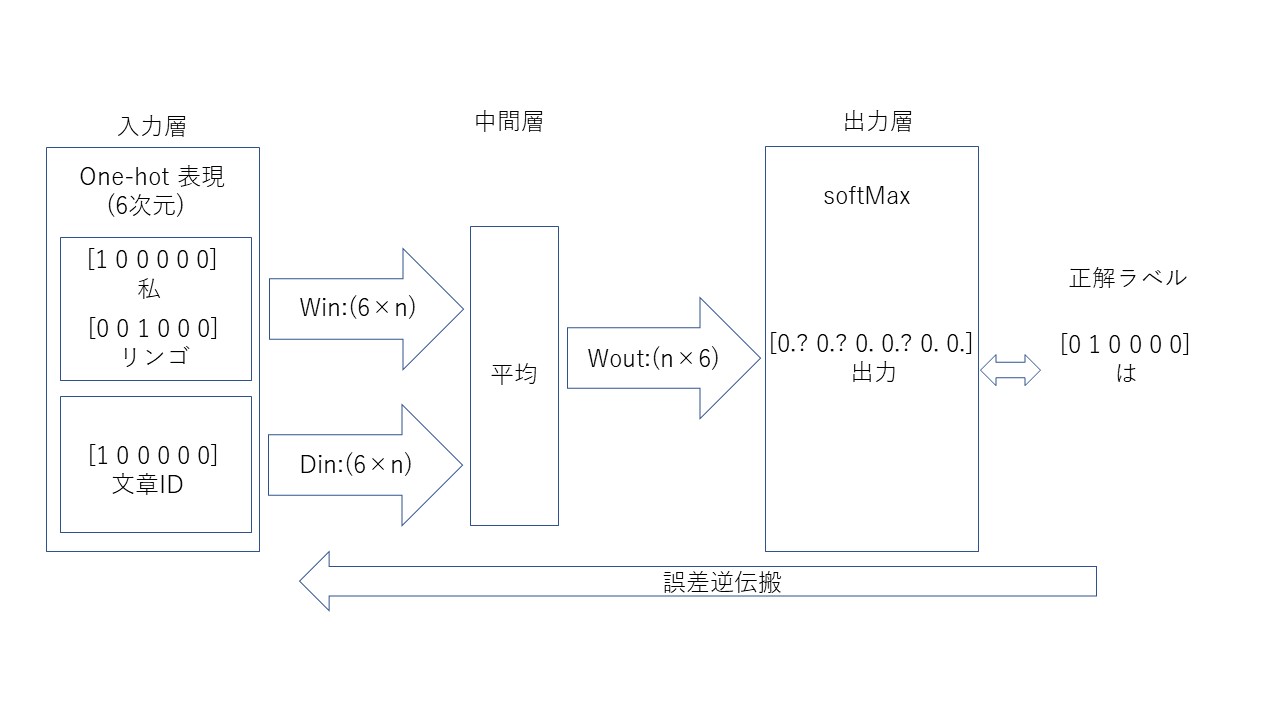 入力層
One-hot 表現
(6次元)
[1 0 0 0 0 0]
私
[0 0 1 0 0 0]
リンゴ
[1 0 0 0 0 0]
文章ID
Win:(6×n)
Din:(6×n)
中間層
平均
Wout:(n×6)
出力層
softMax
[0.? 0.? 0. 0.? 0. 0.]
出力
正解ラベル
[0 1 0 0 0 0]
は
誤差逆伝搬